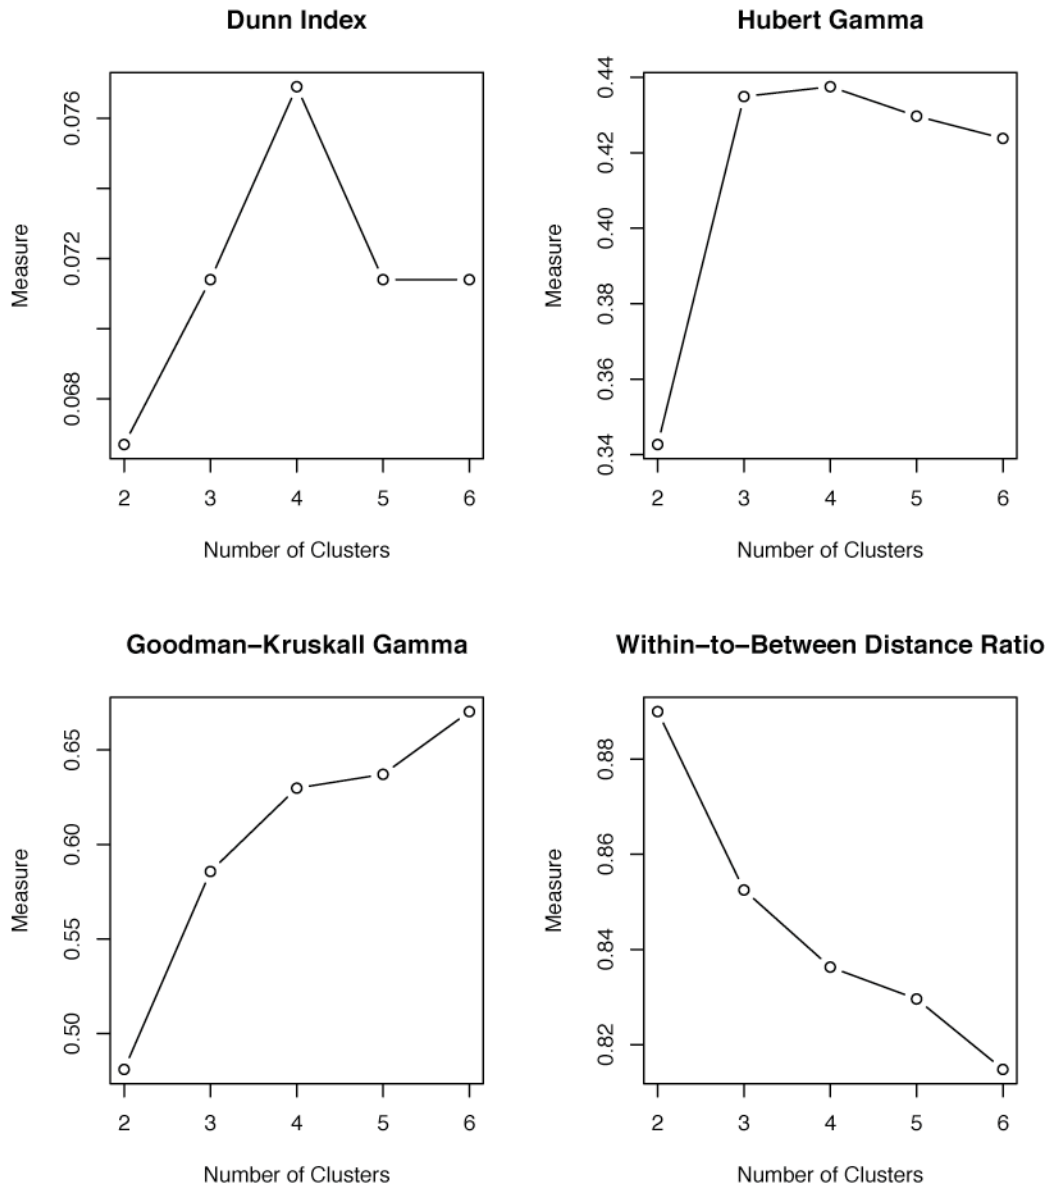 Dunn Index
Measure
0.076
0.072
0.068
2 3 4 5 6
Number of Clusters
Hubert Gamma
Measure
0.44
0.42
0.40
0.38
0.36
0.34
2 3 4 5 6
Number of Clusters
Goodman–Kruskall Gamma
Measure
0.65
0.60
0.55
0.50
2 3 4 5 6
Number of Clusters
Within–to–Between Distance Ratio
Measure
0.88
0.86
0.84
0.82
2 3 4 5 6
Number of Clusters